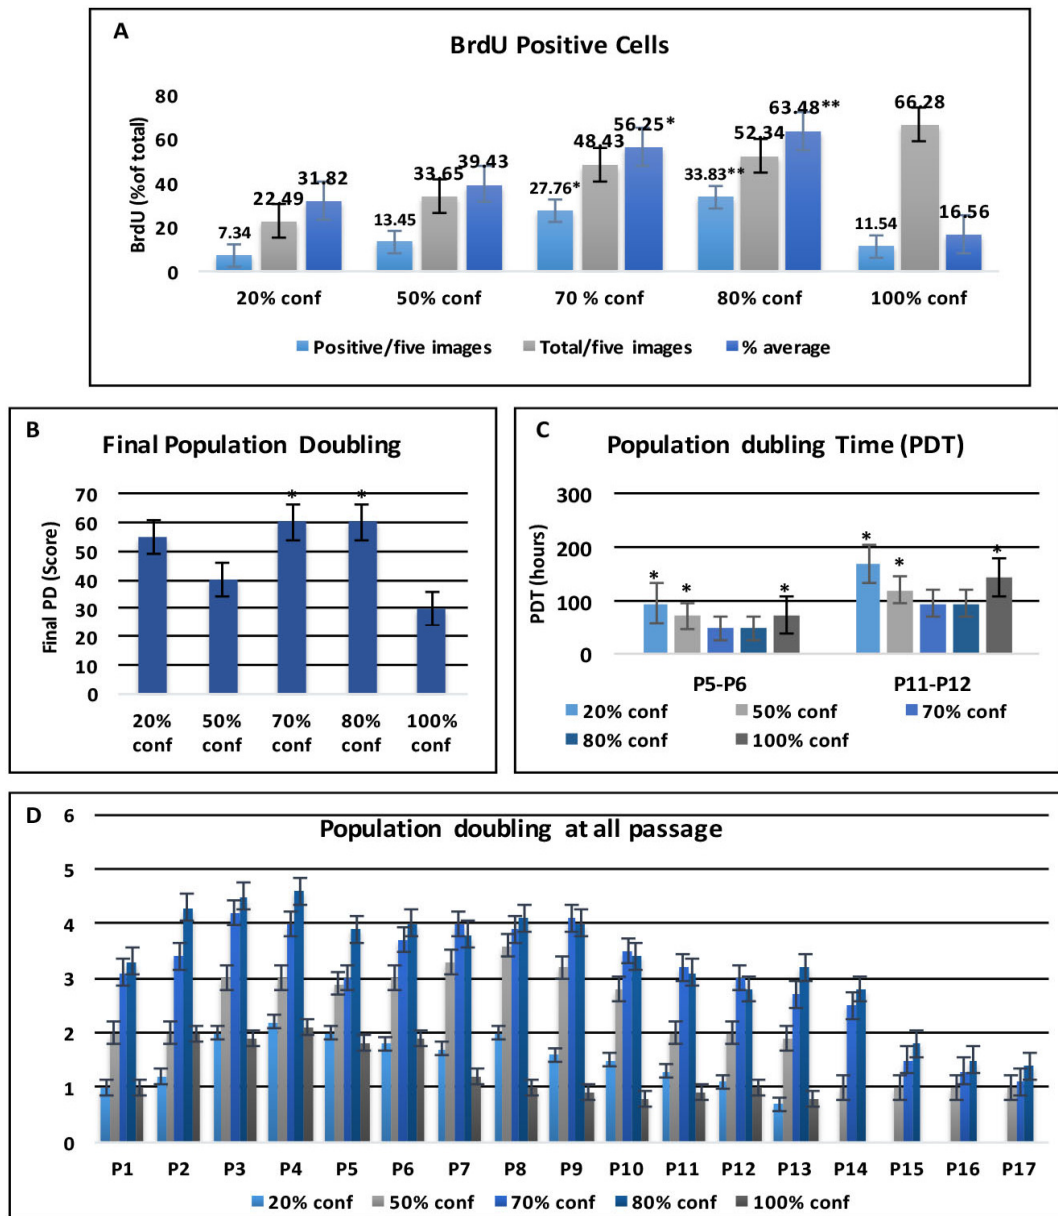 A
BrdU Positive Cells
BrdU (% of total)
80
60
40
20
0
7.34
22.49
31.82
13.45
33.65
39.43
27.76*
48.43
56.25*
33.83**
52.34
63.48**
11.54
66.28
16.56
20% conf 50% conf 70 % conf 80% conf 100% conf
Positive/five images Total/five images % average
B
Final Population Doubling
Final PD (Score)
70
60
50
40
30
20
10
0
* *
20% 50% 70% 80% 100%
conf conf conf conf conf
C
Population dubling Time (PDT)
PDT (hours)
300
200
100
0
* * * * * *
P5-P6 P11-P12
20% conf 50% conf 70% conf
80% conf 100% conf
D
Population doubling at all passage
6
5
4
3
2
1
0
P1 P2 P3 P4 P5 P6 P7 P8 P9 P10 P11 P12 P13 P14 P15 P16 P17
20% conf 50% conf 70% conf 80% conf 100% conf